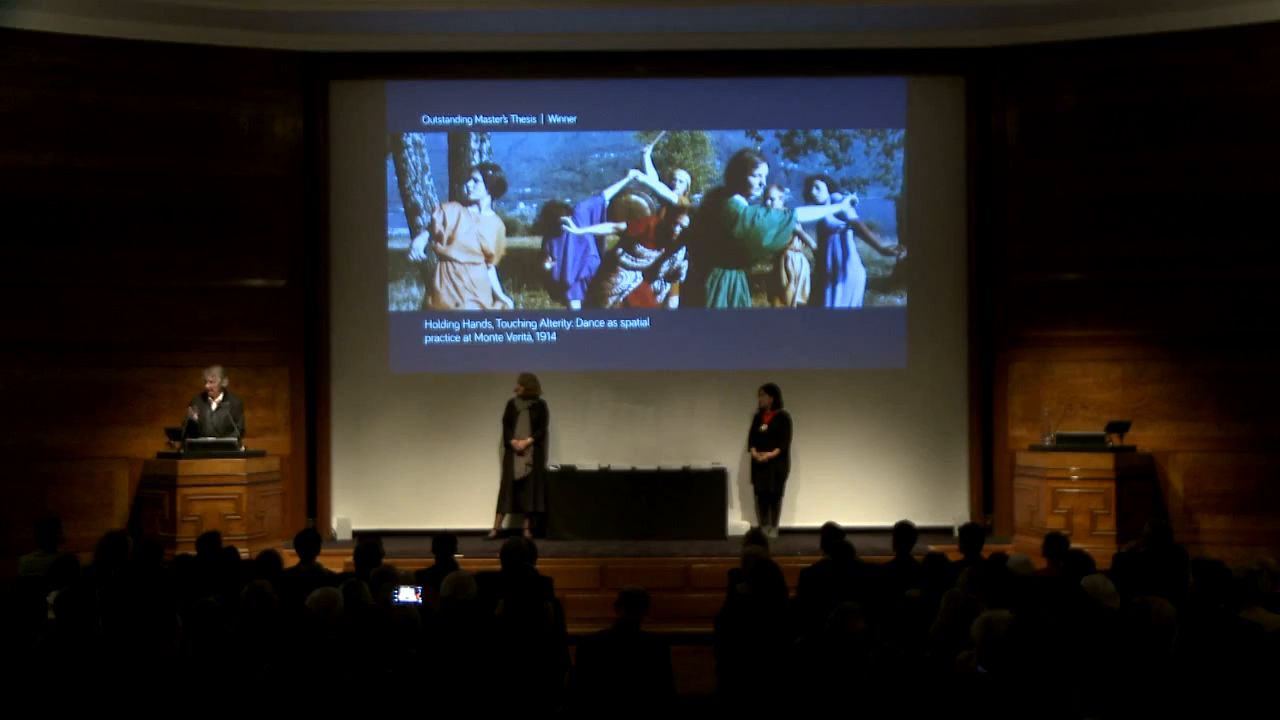 Outstanding Master's Thesis | Winner
Holding Hands, Touching Alterity: Dance as spatial
practice at Monte Verità, 1914